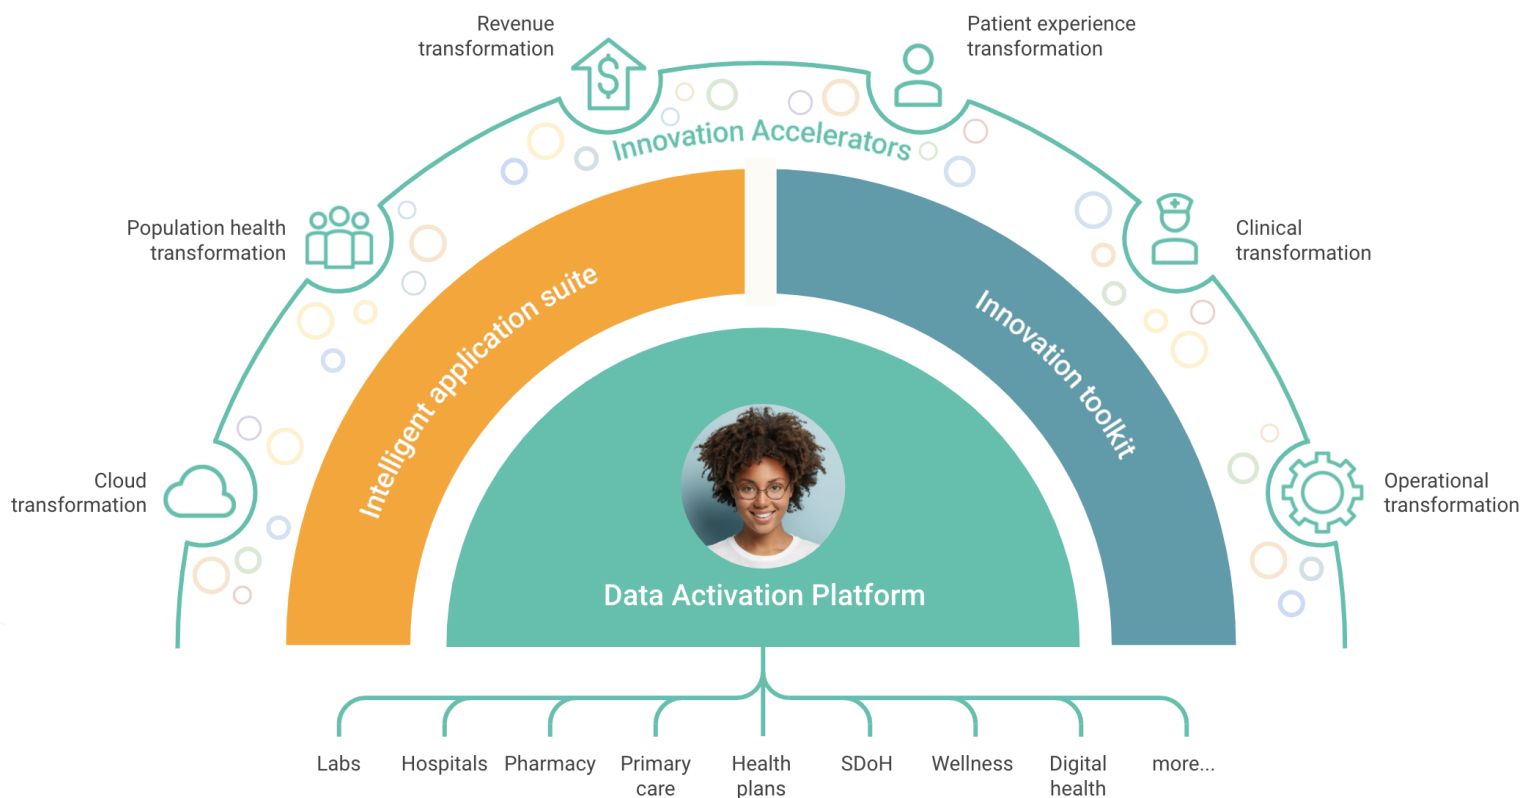 Revenue
transformation
Patient experience
transformation
Innovation Accelerators
Population health
transformation
Clinical
transformation
Intelligent application suite
Innovation toolkit
Cloud
transformation
Operational
transformation
Data Activation Platform
Labs
Hospitals
Pharmacy
Primary
care
Health
plans
SDoH
Wellness
Digital
health
more...